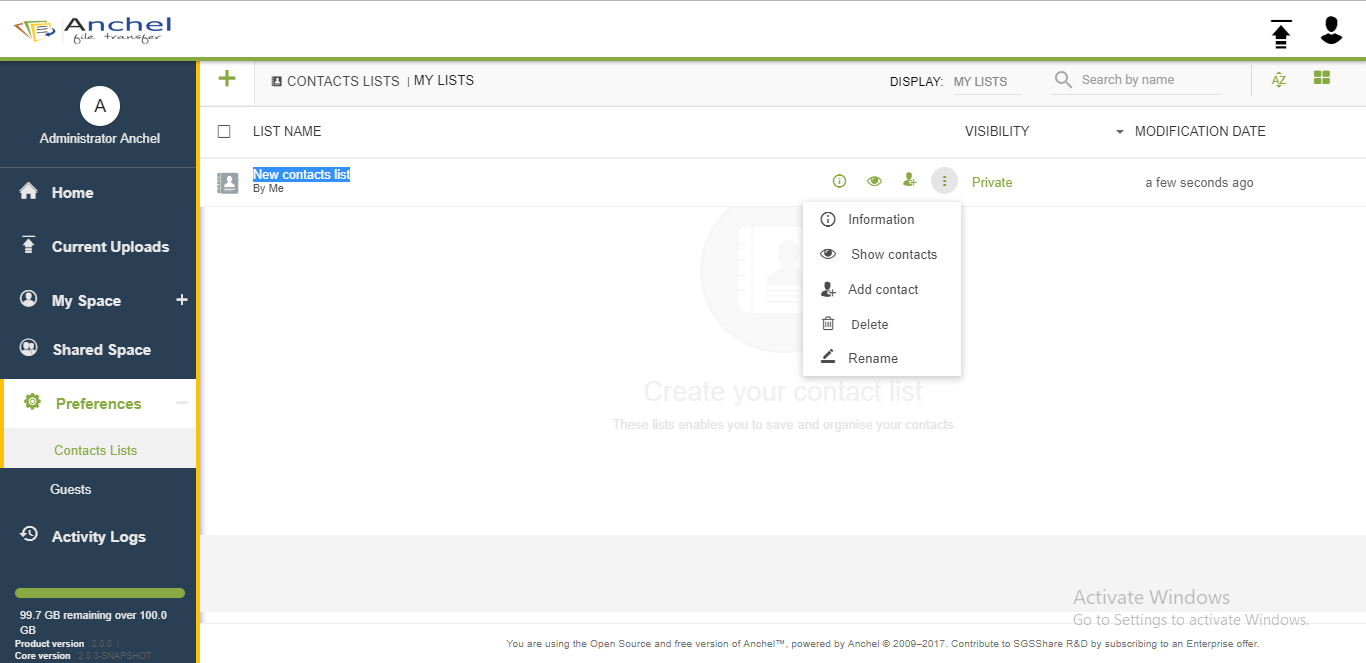 Anchel
file transfer
CONTACTS LISTS | MY LISTS
DISPLAY: MY LISTS
Search by name
AZ
A
Administrator Anchel
LIST NAME
VISIBILITY
MODIFICATION DATE
New contacts list
By Me
Private
a few seconds ago
Home
Current Uploads
My Space
Shared Space
Preferences
Contacts Lists
Guests
Activity Logs
Information
Show contacts
Add contact
Delete
Rename
Create your contact list
These lists enables you to save and organise your contacts
99.7 GB remaining over 100.0
GB
Product version 2.0.0 |
Core version 2.0.3-SNAPSHOT
Activate Windows
Go to Settings to activate Windows.
You are using the Open Source and free version of Anchel™, powered by Anchel © 2009–2017. Contribute to SGSShare R&D by subscribing to an Enterprise offer.